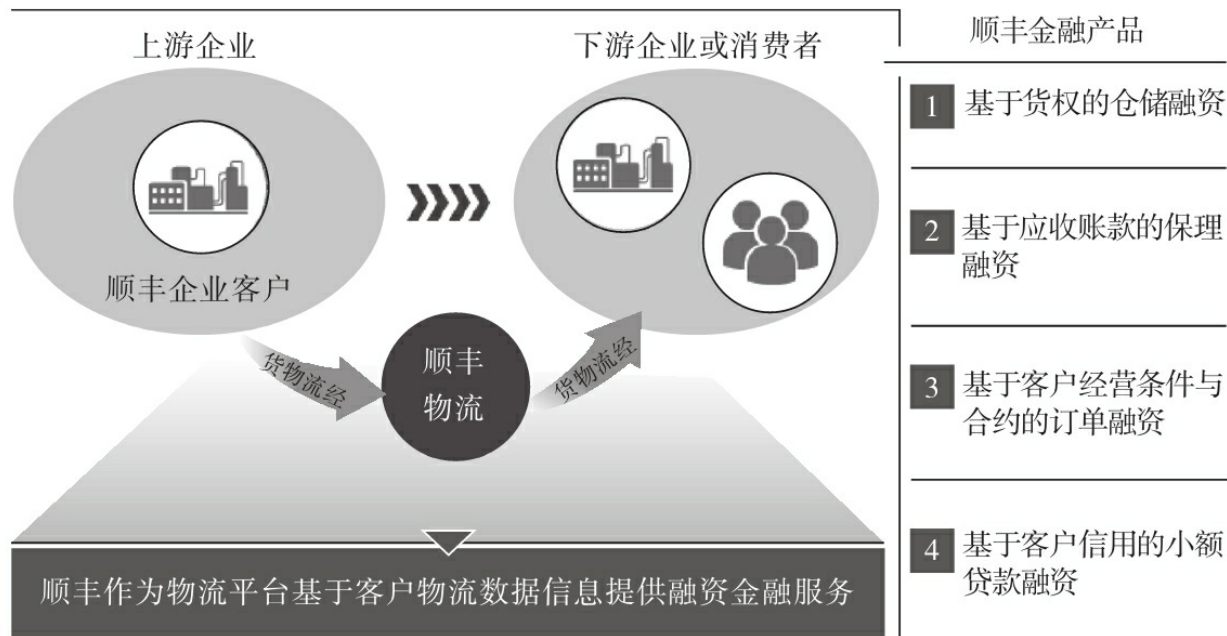 上游企业
下游企业或消费者
顺丰企业客户
货物流经
顺丰
物流
货物流经
顺丰作为物流平台基于客户物流数据信息提供融资金融服务
顺丰金融产品
1 基于货权的仓储融资
2 基于应收账款的保理
融资
3 基于客户经营条件与
合约的订单融资
4 基于客户信用的小额
贷款融资